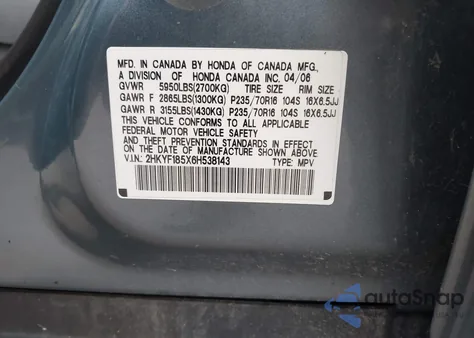 MFD. IN CANADA BY HONDA OF CANADA MFG.,
A DIVISION OF HONDA CANADA INC. 04/06
GVWR 5950LBS(2700KG) TIRE SIZE RIM SIZE
GAWR F 2865LBS(1300KG) P235/70R16 104S 16X6.5JJ
GAWR R 3155LBS(1430KG) P235/70R16 104S 16X6.5JJ
THIS VEHICLE CONFORMS TO ALL APPLICABLE
FEDERAL MOTOR VEHICLE SAFETY AND
THEFT PREVENTION STANDARDS IN EFFECT
ON THE DATE OF MANUFACTURE SHOWN ABOVE.
V.I.N.: 2HKYF185X6H538143 TYPE: MPV
autoSnap